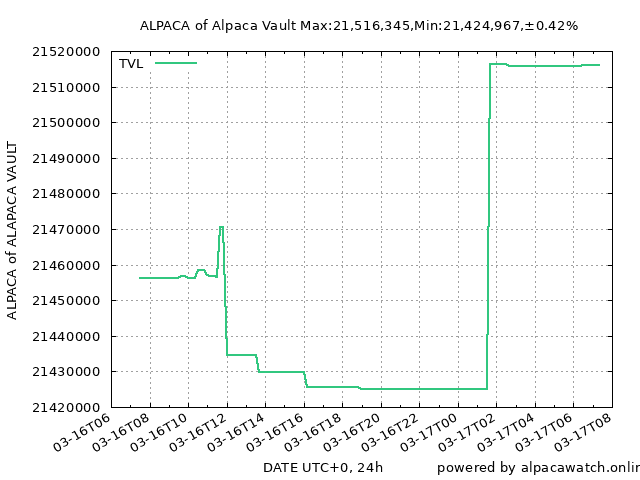 ALPACA of Alpaca Vault Max:21,516,345,Min:21,424,967,±0.42%
TVL
21520000
21510000
21500000
21490000
21480000
21470000
21460000
21450000
21440000
21430000
21420000
ALPACA of ALAPACA VAULT
03-16T06
03-16T08
03-16T10
03-16T12
03-16T14
03-16T16
03-16T18
03-16T20
03-16T22
03-17T00
03-17T02
03-17T04
03-17T06
03-17T08
DATE UTC+0, 24h
powered by alpacawatch.onlin